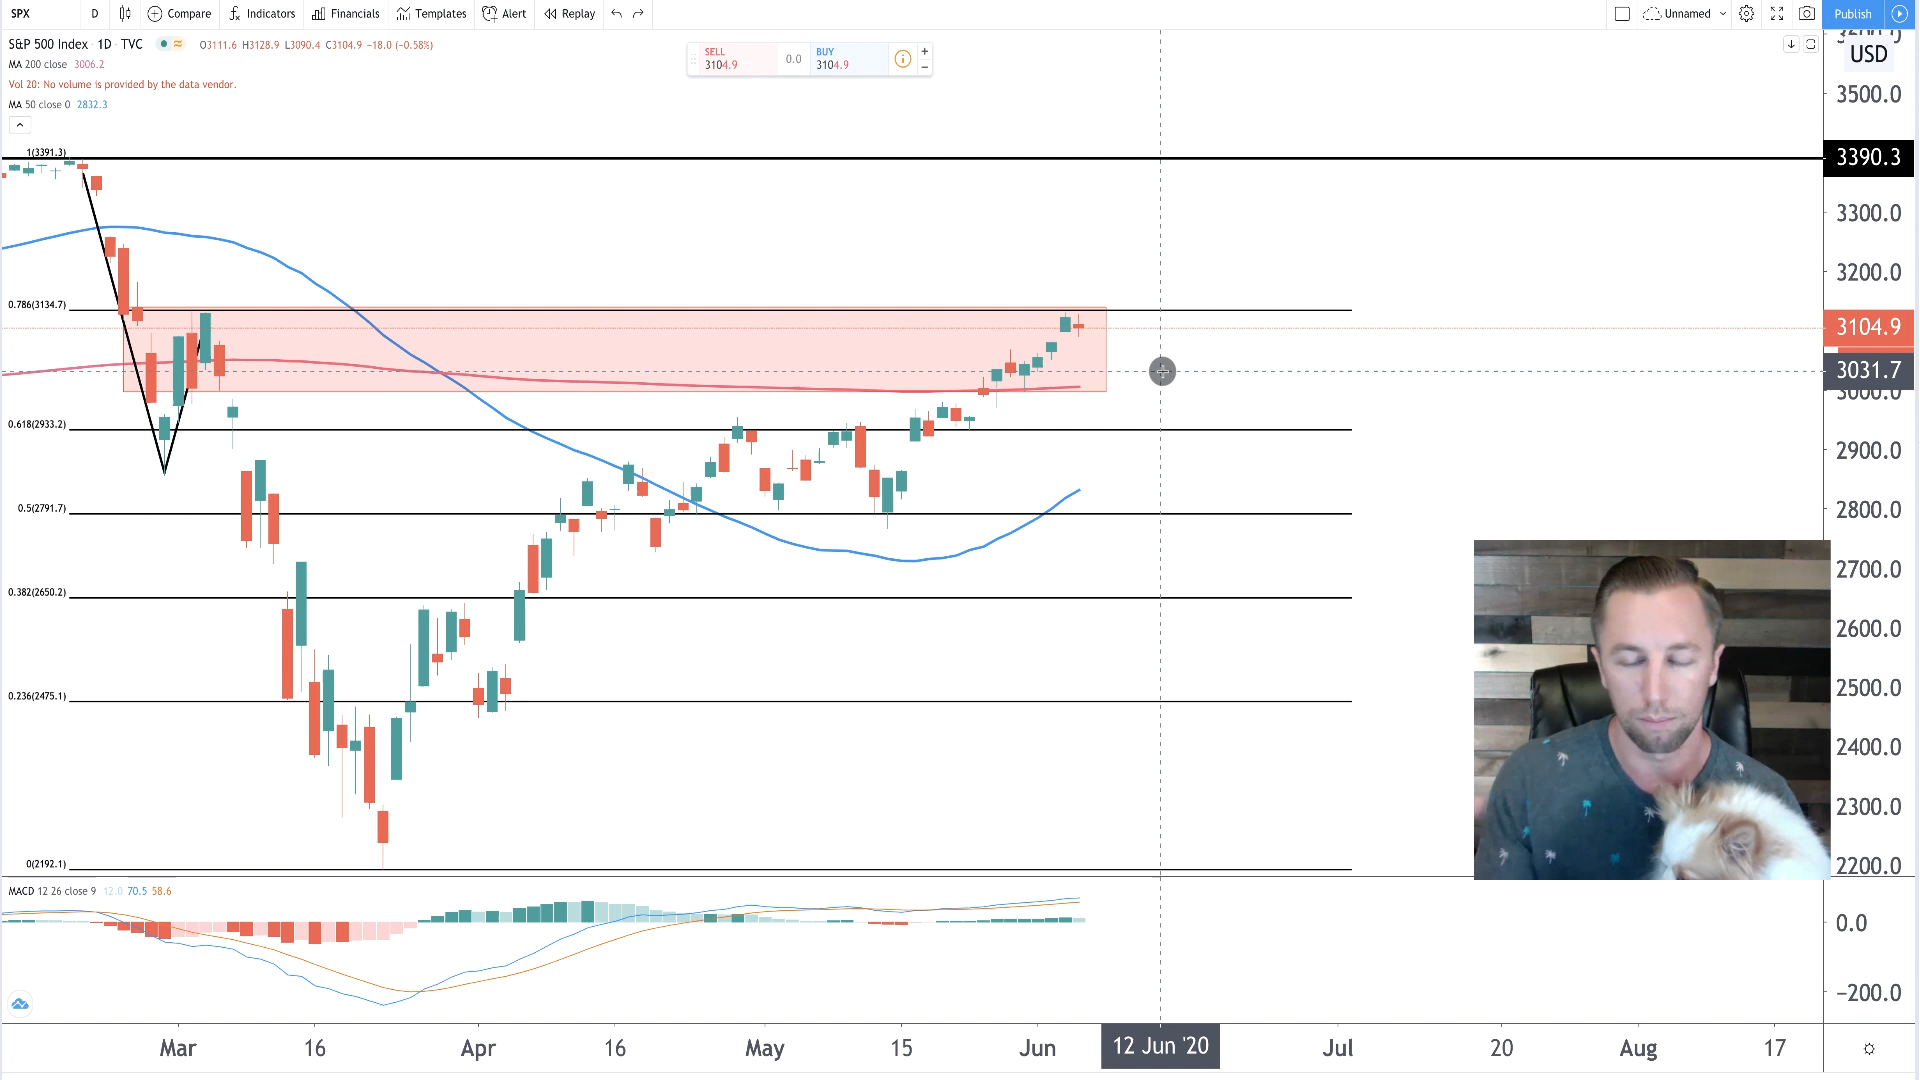 SPX D Compare Indicators Financials Templates Alert Replay Unnamed Publish
S&P 500 Index 1D TVC O3111.6 H3128.9 L3090.4 C3104.9 −18.0 (−0.58%)
MA 200 close 3006.2
Vol 20: No volume is provided by the data vendor.
MA 50 close 0 2832.3
SELL
3104.9
0.0
BUY
3104.9
USD
3500.0
3390.3
3300.0
3200.0
3104.9
3031.7
3000.0
2900.0
2800.0
2700.0
2600.0
2500.0
2400.0
2300.0
2200.0
1(3391.3)
0.786(3134.7)
0.618(2933.2)
0.5(2791.7)
0.382(2650.2)
0.236(2475.1)
0(2192.1)
MACD 12 26 close 9 12.0 70.5 58.6
0.0
−200.0
Mar 16 Apr 16 May 15 Jun 12 Jun '20 Jul 20 Aug 17